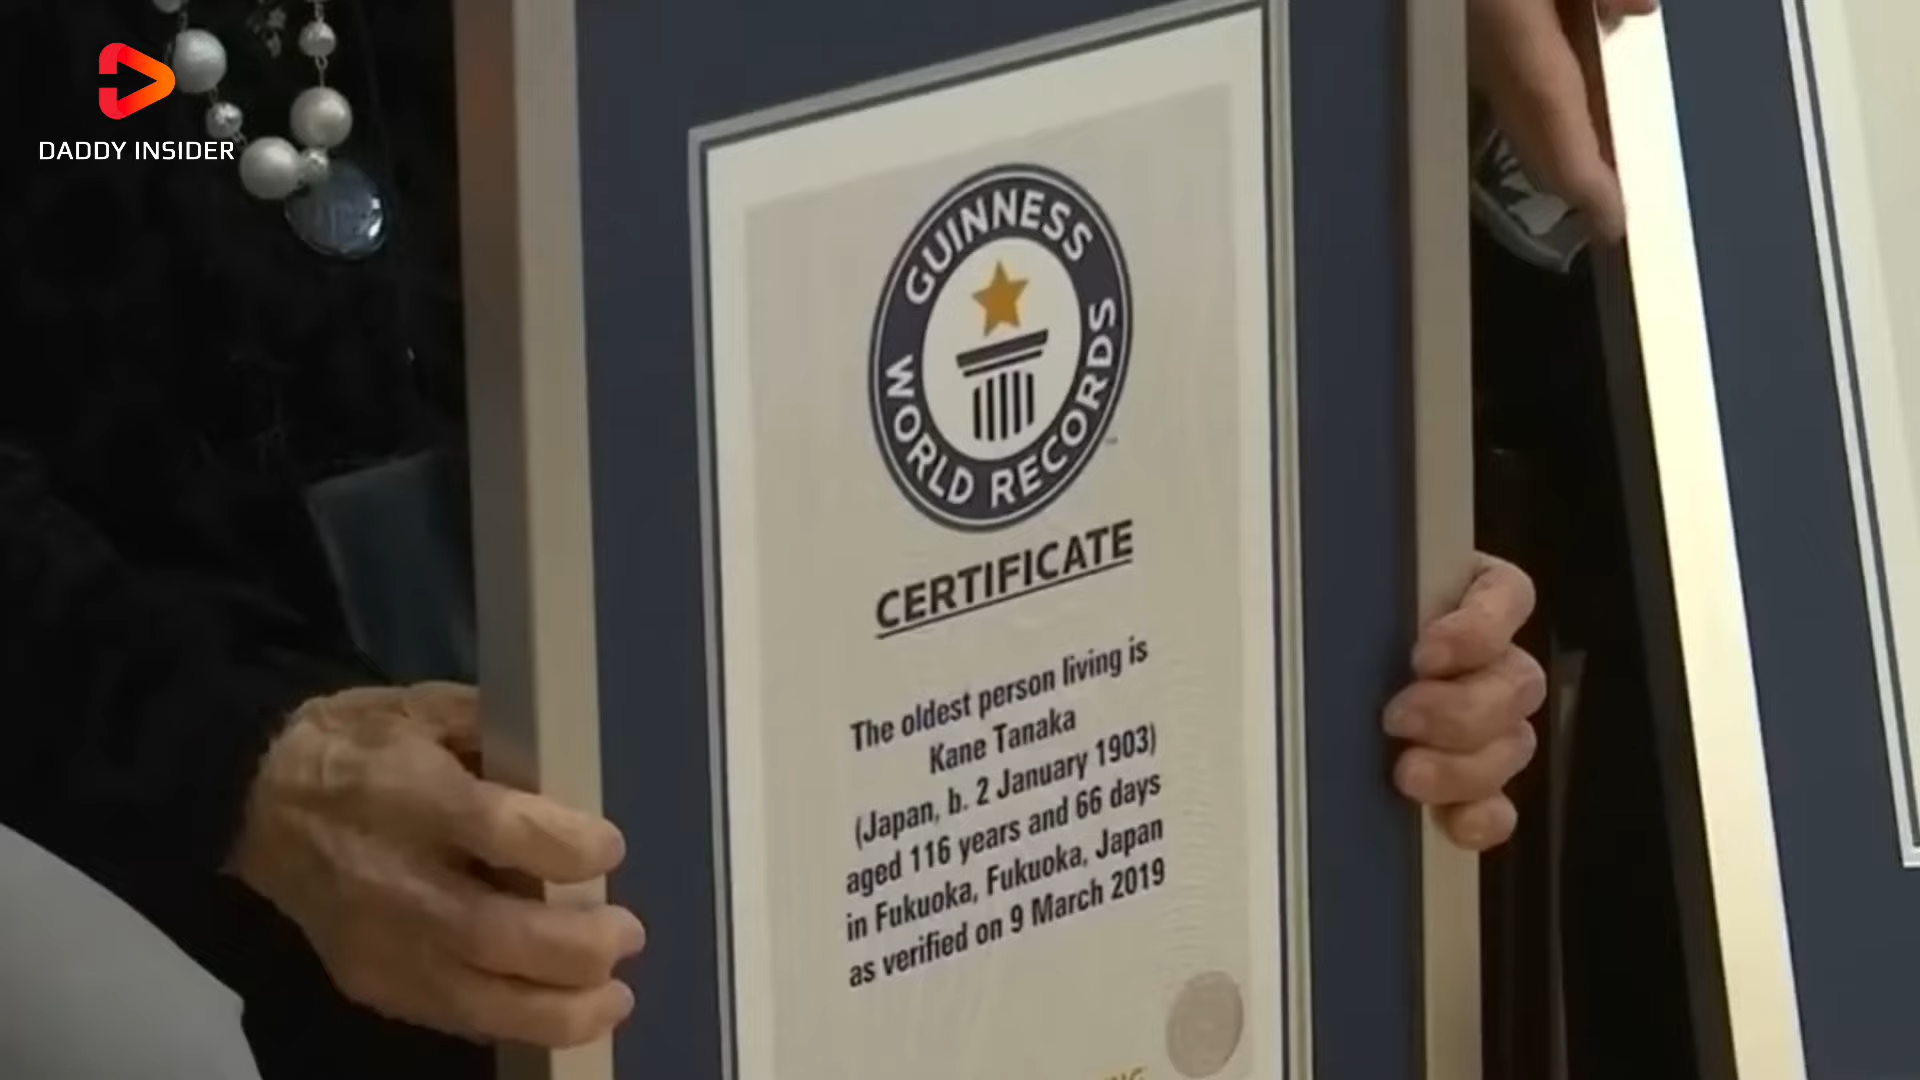 DADDY INSIDER
GUINNESS
WORLD RECORDS
CERTIFICATE
The oldest person living is
Kane Tanaka
(Japan, b. 2 January 1903)
aged 116 years and 66 days
in Fukuoka, Fukuoka, Japan
as verified on 9 March 2019